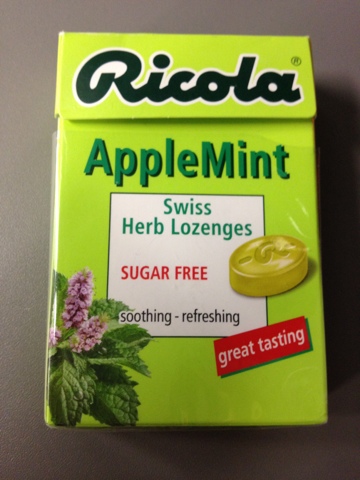 Ricola®
AppleMint
Swiss
Herb Lozenges
SUGAR FREE
soothing - refreshing
great tasting